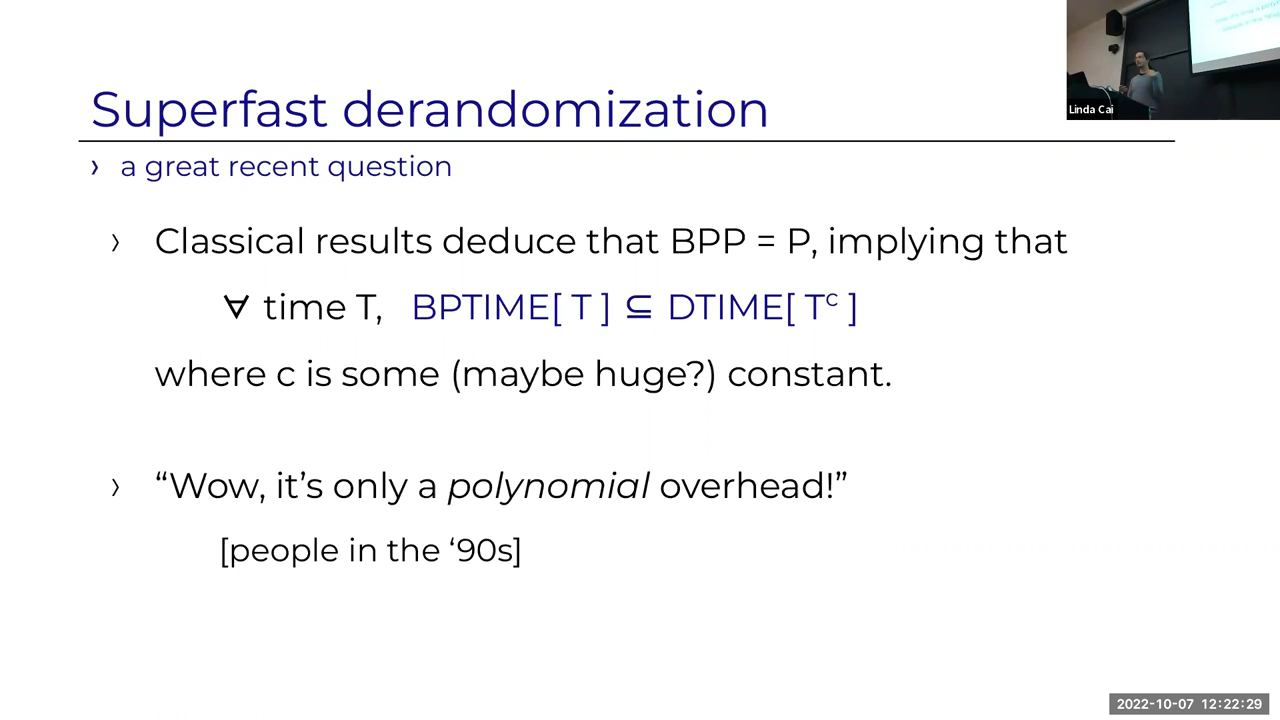 Superfast derandomization
› a great recent question
› Classical results deduce that BPP = P, implying that
∀ time T, BPTIME[ T ] ⊆ DTIME[ Tᶜ ]
where c is some (maybe huge?) constant.
› “Wow, it’s only a polynomial overhead!”
[people in the ‘90s]
Linda Cai
2022-10-07 12:22:29